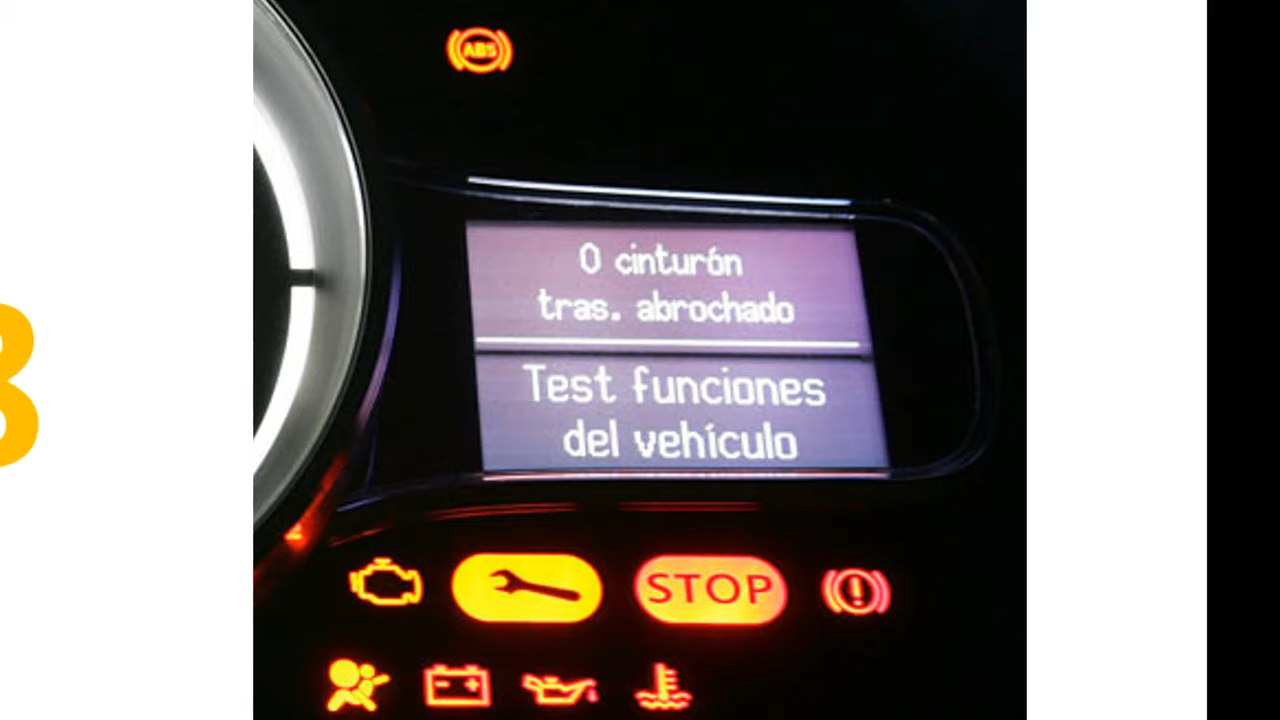 ABS
0 cinturón
tras. abrochado
Test funciones
del vehículo
STOP